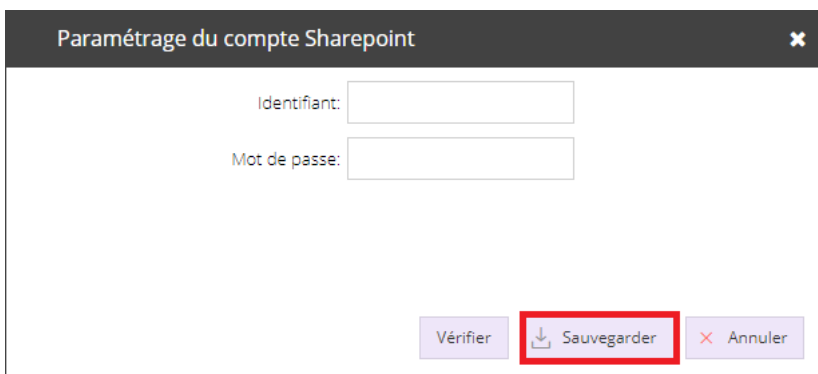 Paramétrage du compte Sharepoint
Identifiant:
Mot de passe:
Vérifier Sauvegarder Annuler